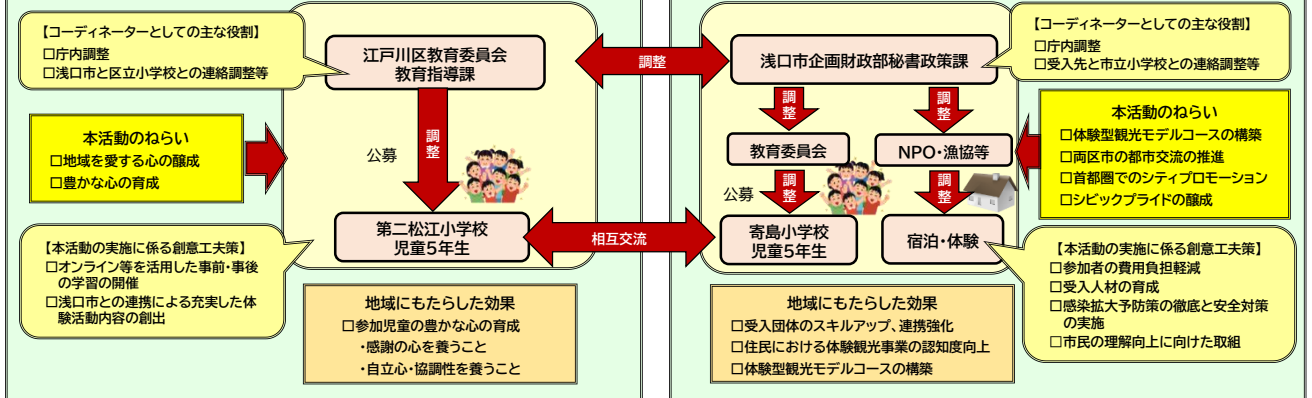 【コーディネーターとしての主な役割】
□庁内調整
□浅口市と区立小学校との連絡調整等
江戸川区教育委員会
教育指導課
本活動のねらい
□地域を愛する心の醸成
□豊かな心の育成
公募
調整
第二松江小学校
児童5年生
【本活動の実施に係る創意工夫策】
□オンライン等を活用した事前・事後
の学習の開催
□浅口市との連携による充実した体
験活動内容の創出
地域にもたらした効果
□参加児童の豊かな心の育成
・感謝の心を養うこと
・自立心・協調性を養うこと
調整
相互交流
浅口市企画財政部秘書政策課
【コーディネーターとしての主な役割】
□庁内調整
□受入先と市立小学校との連絡調整等
調整
調整
教育委員会
NPO・漁協等
公募
調整
調整
寄島小学校
児童5年生
宿泊・体験
本活動のねらい
□体験型観光モデルコースの構築
□両区市の都市交流の推進
□首都圏でのシティプロモーション
□シビックプライドの醸成
【本活動の実施に係る創意工夫策】
□参加者の費用負担軽減
□受入人材の育成
□感染拡大予防策の徹底と安全対策
の実施
□市民の理解向上に向けた取組
地域にもたらした効果
□受入団体のスキルアップ、連携強化
□住民における体験観光事業の認知度向上
□体験型観光モデルコースの構築